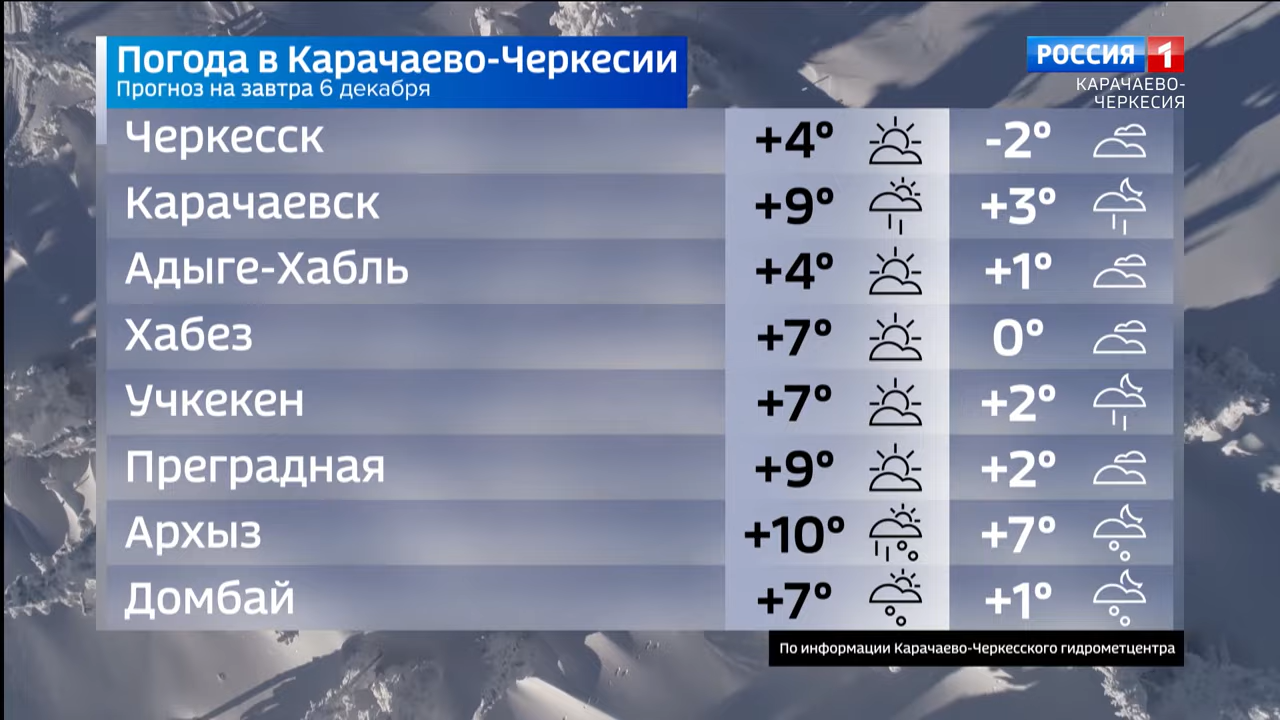 Погода в Карачаево-Черкесии
Прогноз на завтра 6 декабря
РОССИЯ 1
КАРАЧАЕВО-
ЧЕРКЕСИЯ
Черкесск +4° -2°
Карачаевск +9° +3°
Адыге-Хабль +4° +1°
Хабез +7° 0°
Учкекен +7° +2°
Преградная +9° +2°
Архыз +10° +7°
Домбай +7° +1°
По информации Карачаево-Черкесского гидрометцентра